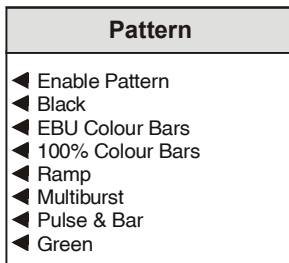 Pattern
Enable Pattern
Black
EBU Colour Bars
100% Colour Bars
Ramp
Multiburst
Pulse & Bar
Green